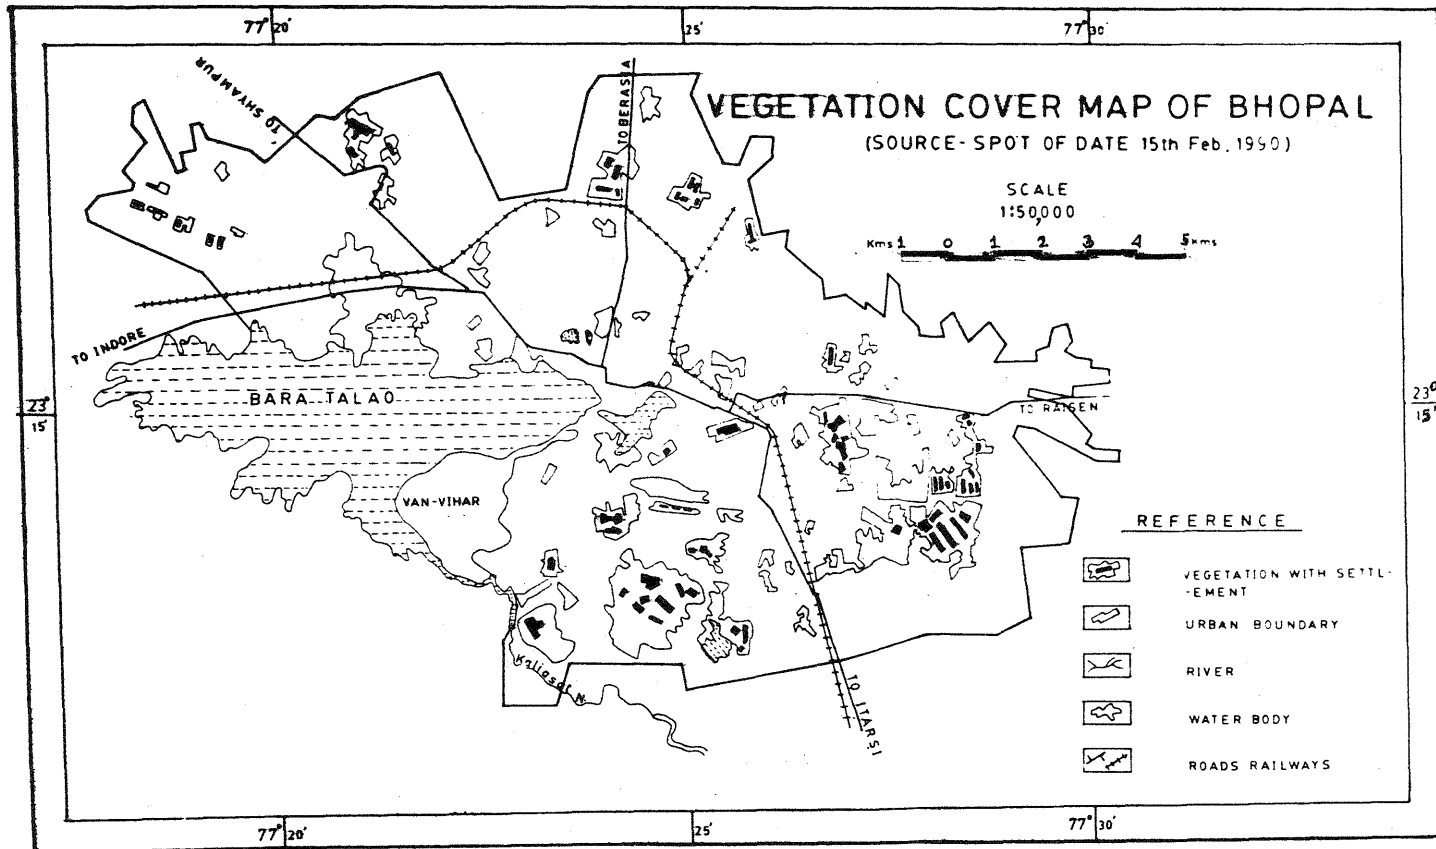 77° 20'
25'
77° 30'
TO SHYAMPUR
TO BERASIA
VEGETATION COVER MAP OF BHOPAL
(SOURCE- SPOT OF DATE 15th Feb, 1990)
SCALE
1:50,000
Kms 1 0 1 2 3 4 5 Kms
TO INDORE
BARA TALAO
23°
15'
23°
15'
TO RAISEN
VAN-VIHAR
REFERENCE
VEGETATION WITH SETTL-
-EMENT
URBAN BOUNDARY
RIVER
WATER BODY
ROADS RAILWAYS
Kaliasot N.
TO ITARSI
77° 20'
25'
77° 30'